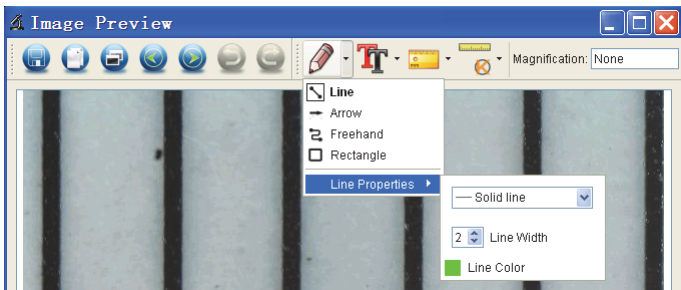 Image Preview
Magnification: None
Line
Arrow
Freehand
Rectangle
Line Properties
Solid line
2 Line Width
Line Color